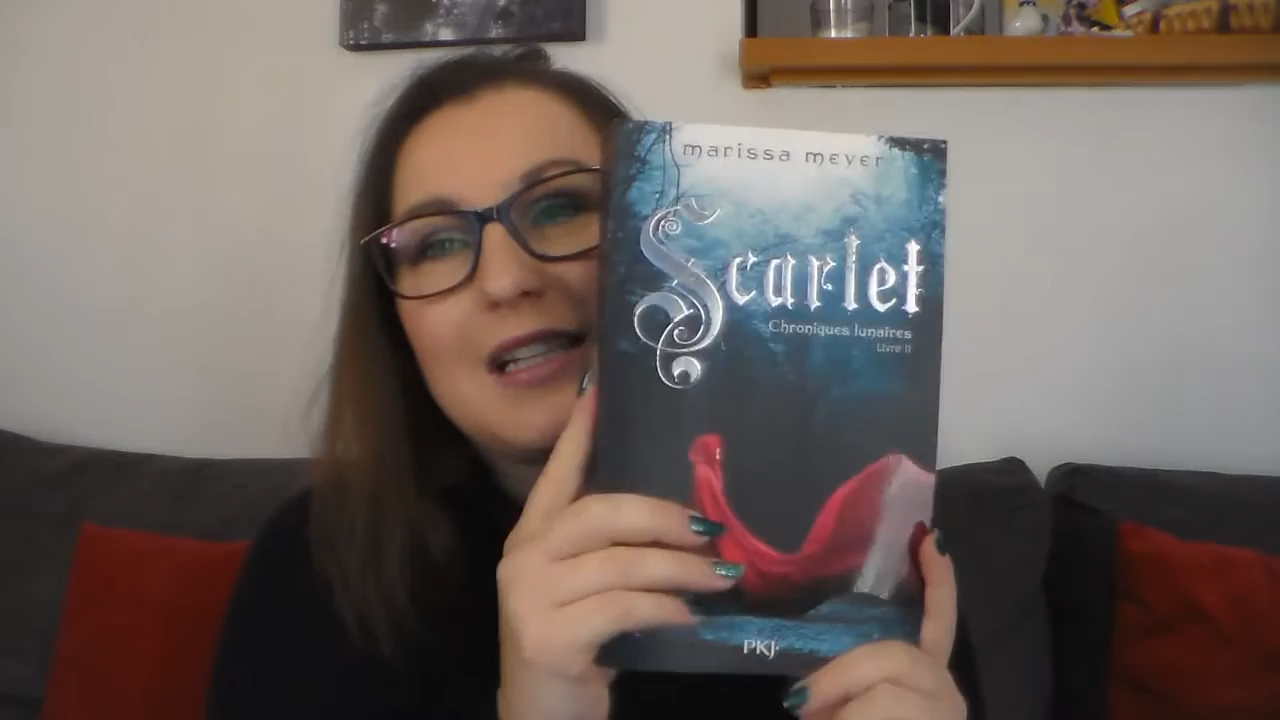 marissa meyer
Scarlet
Chroniques lunaires
Livre II
PKJ·